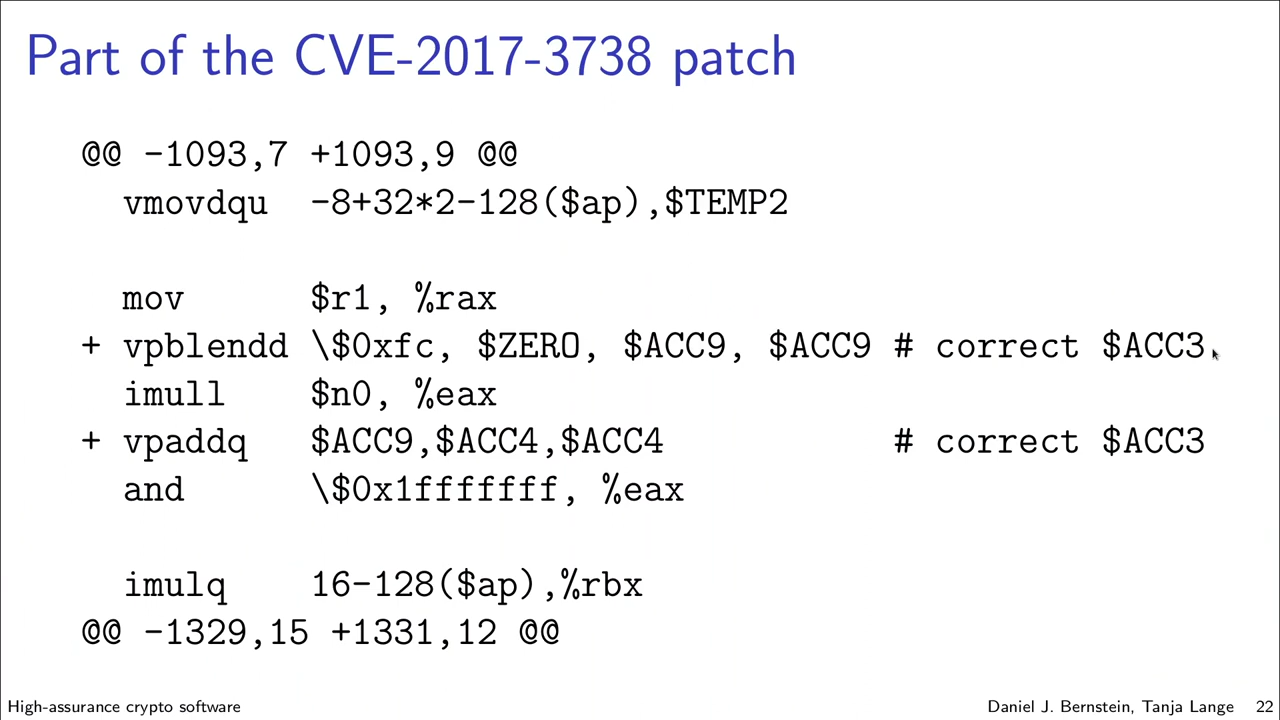 Part of the CVE-2017-3738 patch
@@ -1093,7 +1093,9 @@
vmovdqu -8+32*2-128($ap),$TEMP2
mov $r1, %rax
+ vpblendd \$0xfc, $ZERO, $ACC9, $ACC9 # correct $ACC3
imull $n0, %eax
+ vpaddq $ACC9,$ACC4,$ACC4 # correct $ACC3
and \$0x1fffffff, %eax
imulq 16-128($ap),%rbx
@@ -1329,15 +1331,12 @@
High-assurance crypto software Daniel J. Bernstein, Tanja Lange 22